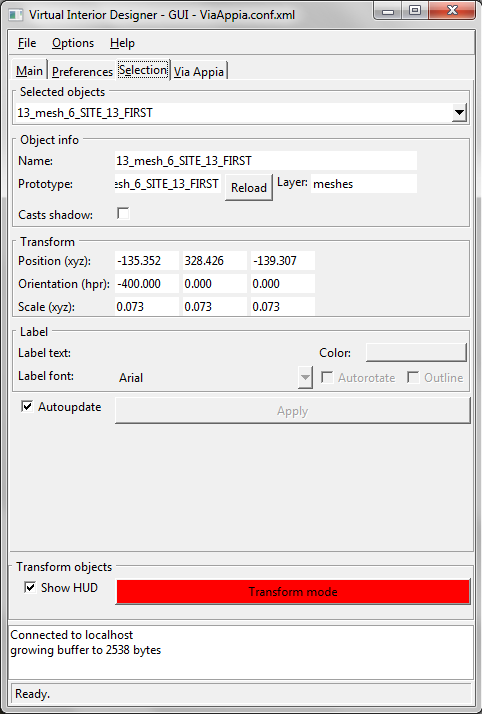 Virtual Interior Designer - GUI - ViaAppia.conf.xml
File Options Help
Main Preferences Selection Via Appia
Selected objects
13_mesh_6_SITE_13_FIRST
Object info
Name: 13_mesh_6_SITE_13_FIRST
Prototype: esh_6_SITE_13_FIRST Reload Layer: meshes
Casts shadow:
Transform
Position (xyz): -135.352 328.426 -139.307
Orientation (hpr): -400.000 0.000 0.000
Scale (xyz): 0.073 0.073 0.073
Label
Label text: Color:
Label font: Arial Autorotate Outline
Autoupdate Apply
Transform objects
Show HUD Transform mode
Connected to localhost
growing buffer to 2538 bytes
Ready.